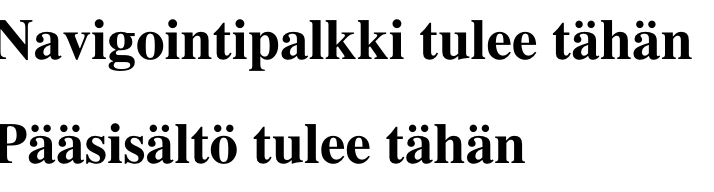 Navigointipalkki tulee tähän
Pääsisältö tulee tähän